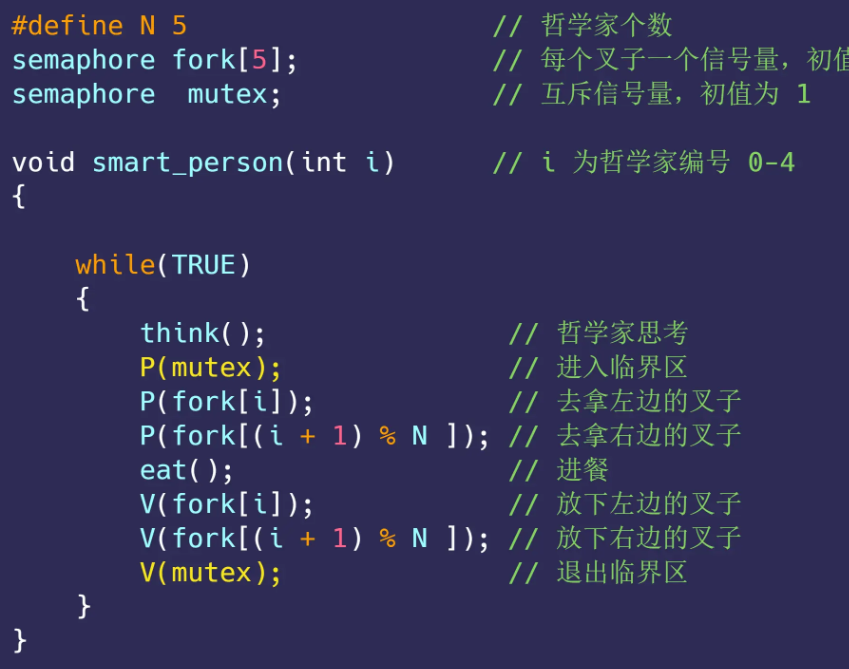 #define N 5 // 哲学家个数
semaphore fork[5]; // 每个叉子一个信号量，初值
semaphore mutex; // 互斥信号量，初值为 1
void smart_person(int i) // i 为哲学家编号 0-4
{
while(TRUE)
{
think(); // 哲学家思考
P(mutex); // 进入临界区
P(fork[i]); // 去拿左边的叉子
P(fork[(i + 1) % N ]); // 去拿右边的叉子
eat(); // 进餐
V(fork[i]); // 放下左边的叉子
V(fork[(i + 1) % N ]); // 放下右边的叉子
V(mutex); // 退出临界区
}
}